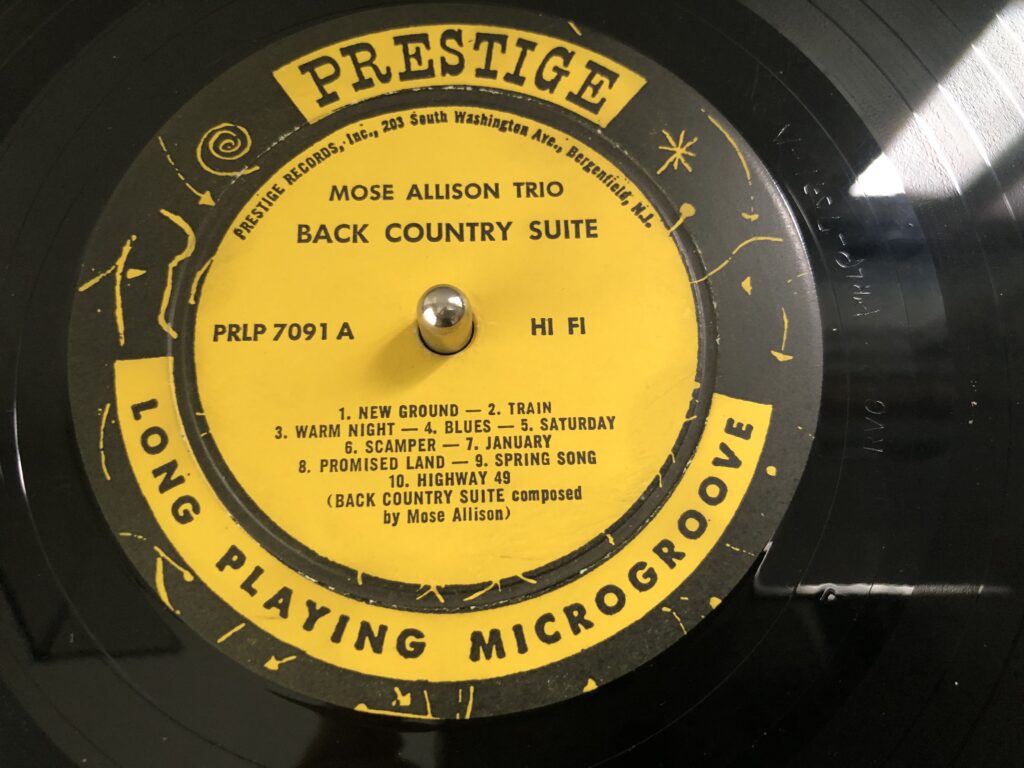 PRESTIGE
PRESTIGE RECORDS, Inc., 203 South Washington Ave., Bergenfield, N.J.
MOSE ALLISON TRIO
BACK COUNTRY SUITE
PRLP 7091 A
HI FI
1. NEW GROUND — 2. TRAIN
3. WARM NIGHT — 4. BLUES — 5. SATURDAY
6. SCAMPER — 7. JANUARY
8. PROMISED LAND — 9. SPRING SONG
10. HIGHWAY 49
(BACK COUNTRY SUITE composed
by Mose Allison)
LONG PLAYING MICROGROOVE